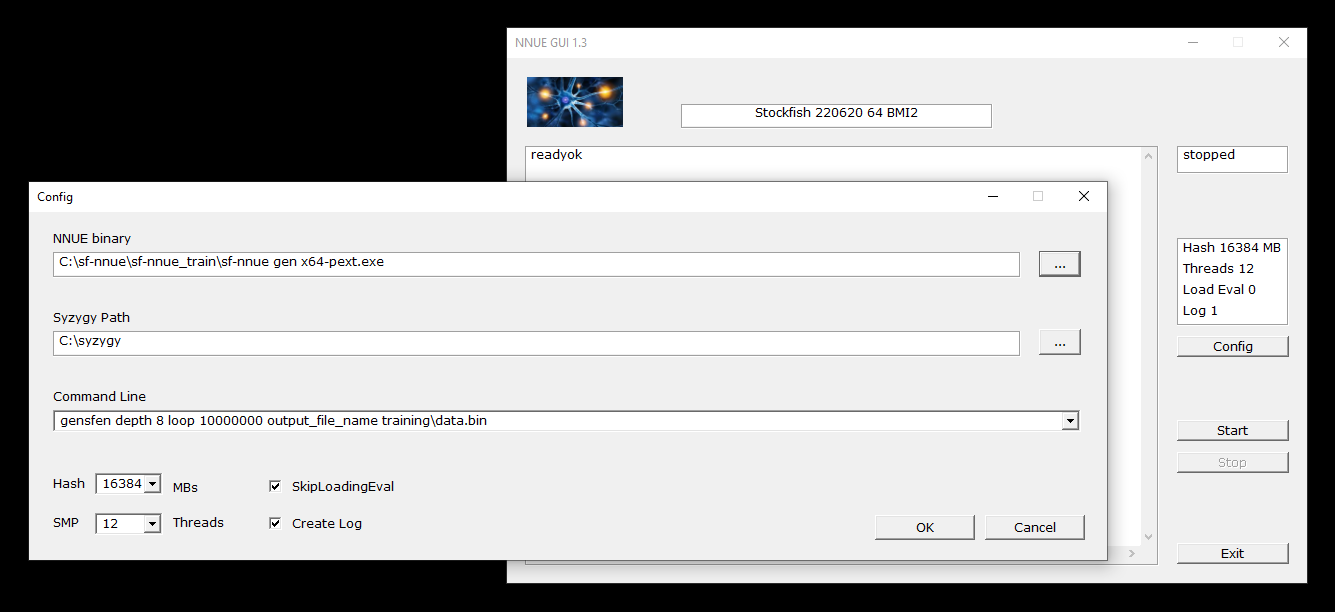 NNUE GUI 1.3
Stockfish 220620 64 BMI2
readyok
stopped
Hash 16384 MB
Threads 12
Load Eval 0
Log 1
Config
Start
Stop
Exit
Config
NNUE binary
C:\sf-nnue\sf-nnue_train\sf-nnue gen x64-pext.exe
...
Syzygy Path
C:\syzygy
...
Command Line
gensfen depth 8 loop 10000000 output_file_name training\data.bin
Hash 16384 MBs
SkipLoadingEval
SMP 12 Threads
Create Log
OK
Cancel